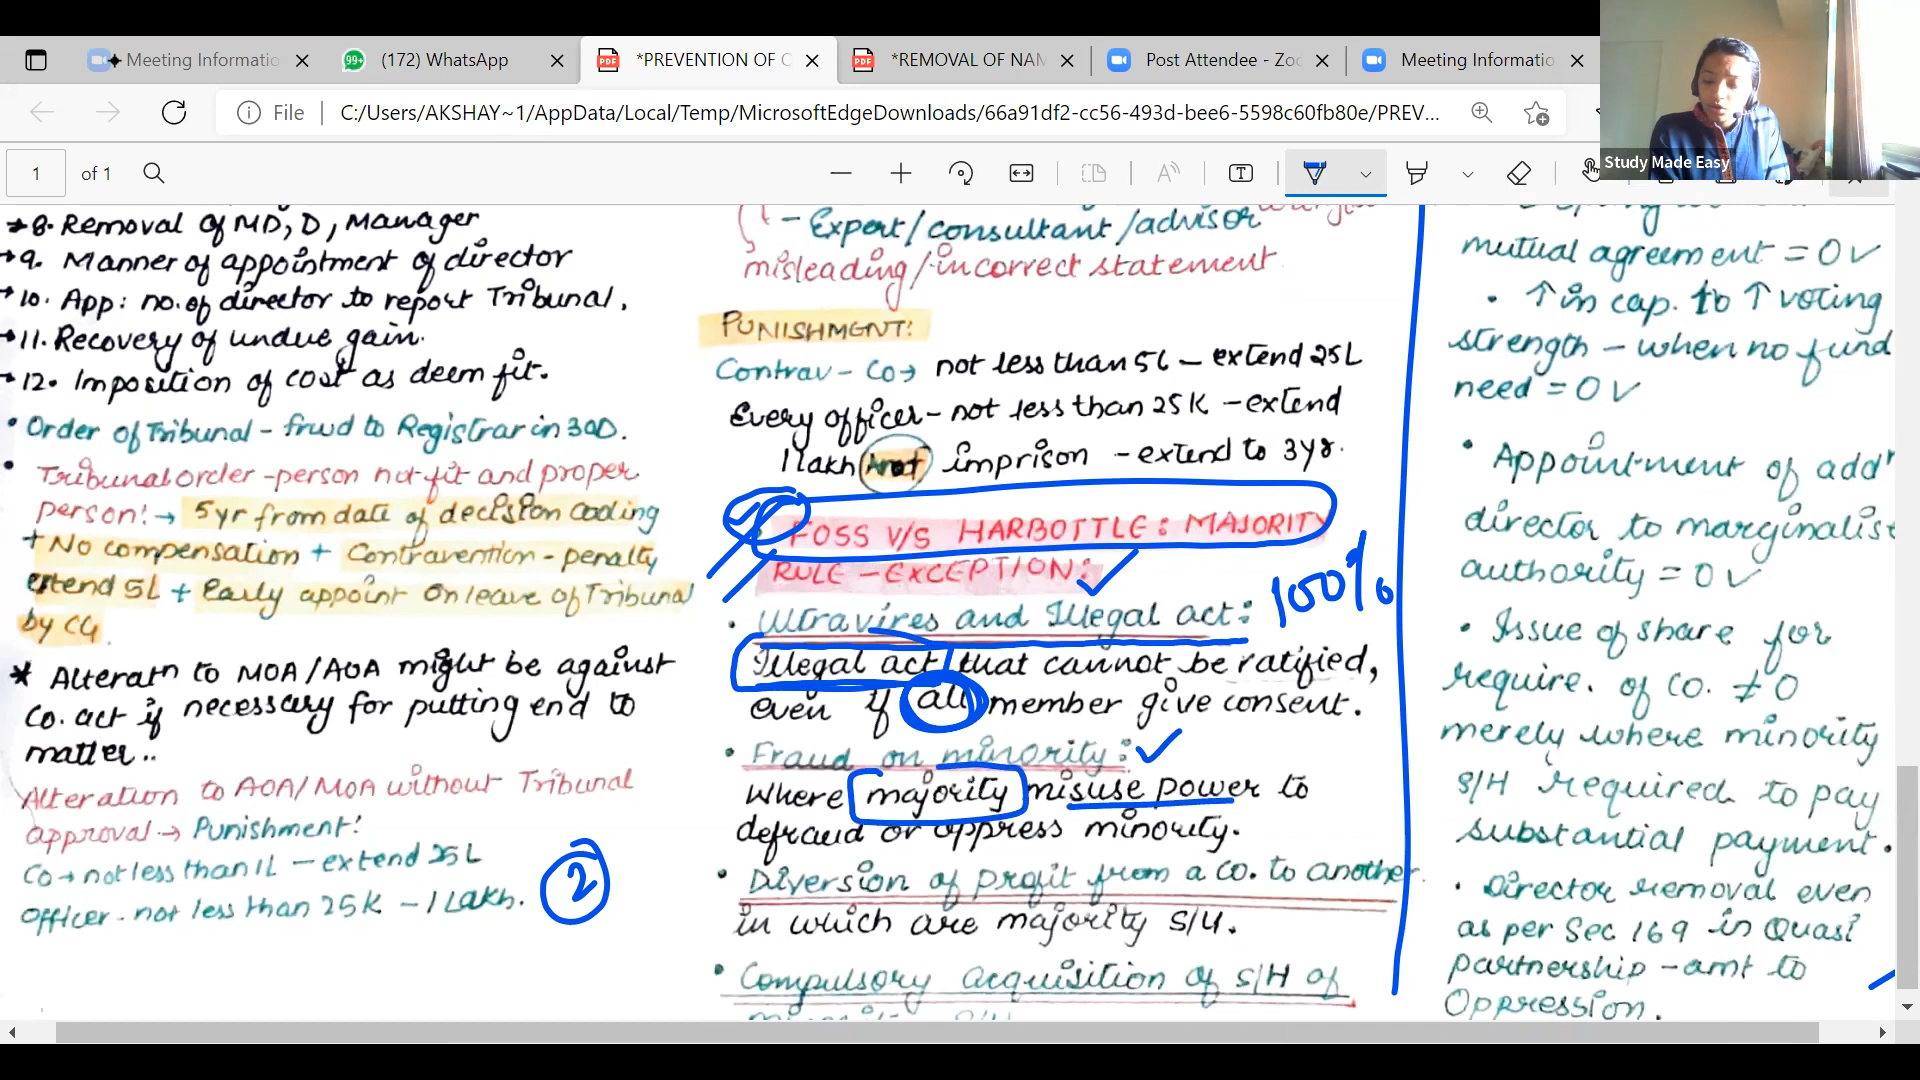 Meeting Informatio
(172) WhatsApp
*PREVENTION OF O
*REMOVAL OF NAM
Post Attendee - Zoo
Meeting Informatio
File
C:/Users/AKSHAY~1/AppData/Local/Temp/MicrosoftEdgeDownloads/66a91df2-cc56-493d-bee6-5598c60fb80e/PREV...
1 of 1
Study Made Easy
8. Removal of MD, D, Manager
9. Manner of appointment of director
10. App: no. of director to report Tribunal.
11. Recovery of undue gain.
12. Imposition of cost as deem fit.
• Order of Tribunal - frwd to Registrar in 30D.
• Tribunal order - person not fit and proper
person: → 5yr from date of decision
+ No compensation + Contravention - penalty
extend 5L + Early appoint on leave of Tribunal
by CG
* Alteratn to MOA/AOA might be against
Co. act if necessary for putting end to
matter..
Alteration to AOA/MOA without Tribunal
approval → Punishment:
Co → not less than 1L - extend 25L
Officer - not less than 25K - 1 Lakh.
2
- Expert/consultant/advisor
misleading/incorrect statement
PUNISHMENT:
Contrav - Co → not less than 5L - extend 25L
Every officer - not less than 25K - extend
1 lakh imprison - extend to 3yr.
FOSS V/S HARBOTTLE: MAJORITY
RULE - EXCEPTION:
100%
• Ultravires and Illegal act:
Illegal act that cannot be ratified,
even if all member give consent.
• Fraud on minority:
Where majority misuse power to
defraud or oppress minority.
• Diversion of profit from a co. to another
in which are majority S/H.
• Compulsory acquisition of S/H of
mutual agreement = O
• ↑ in cap. to ↑ voting
strength - when no fund
need = O
• Appointment of add
director to marginalise
authority = O
• Issue of share for
require. of co. ≠ O
merely where minority
S/H required to pay
substantial payment.
• Director removal even
as per Sec 169 in Quasi
partnership - amt to
Oppression.